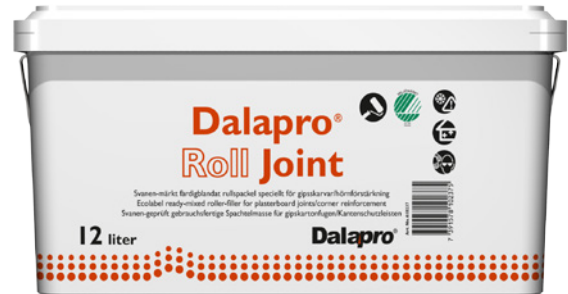 Dalapro®
Roll Joint
Svanen-märkt färdigblandat rullspackel speciellt för gipsskarvar/hörnförstärkning
Ecolabel ready-mixed roller-filler for plasterboard joints/corner reinforcement
Svanen-geprüft gebrauchsfertige Spachtelmasse für gipskartonfugen/Kantenschutzleisten
12 liter
Dalapro®